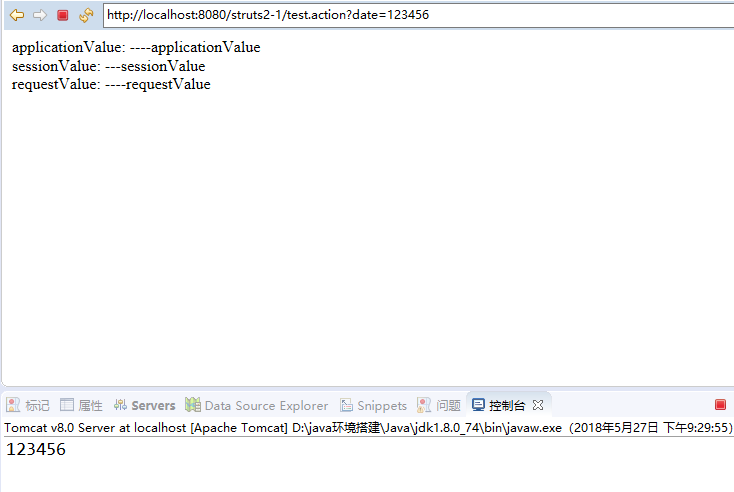 http://localhost:8080/struts2-1/test.action?date=123456
applicationValue: ----applicationValue
sessionValue: ---sessionValue
requestValue: ----requestValue
标记 属性 Servers Data Source Explorer Snippets 问题 控制台
Tomcat v8.0 Server at localhost [Apache Tomcat] D:\java环境搭建\Java\jdk1.8.0_74\bin\javaw.exe（2018年5月27日 下午9:29:55）
123456